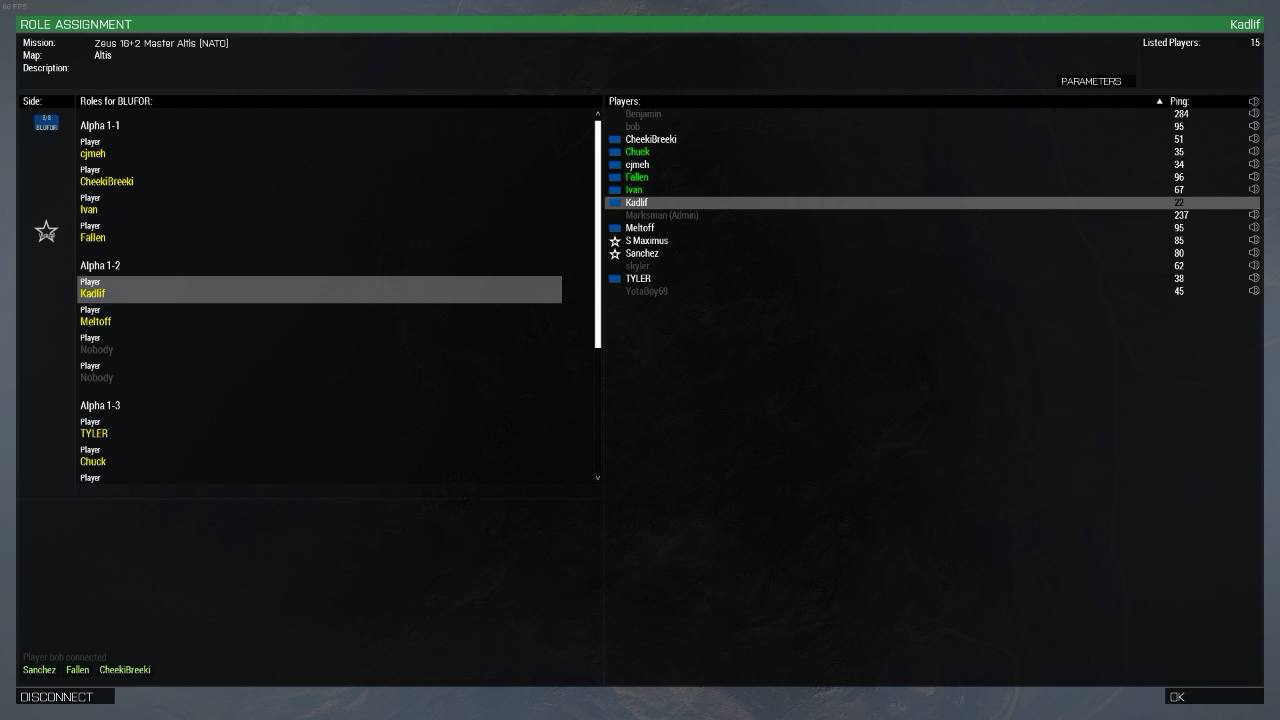 60 FPS
ROLE ASSIGNMENT Kadlif
Mission: Zeus 16+2 Master Altis (NATO) Listed Players: 15
Map: Altis
Description:
PARAMETERS
Side: Roles for BLUFOR: Players: Ping:
BLUFOR
Alpha 1-1
Player
cjmeh
Player
CheekiBreeki
Player
Ivan
Player
Fallen
Alpha 1-2
Player
Kadlif
Player
Meltoff
Player
Nobody
Player
Nobody
Alpha 1-3
Player
TYLER
Player
Chuck
Player
Benjamin 284
bob 95
CheekiBreeki 51
Chuck 35
cjmeh 34
Fallen 96
Ivan 67
Kadlif 22
Marksman (Admin) 237
Meltoff 95
S Maximus 85
Sanchez 80
skyler 62
TYLER 38
YotaBoy69 45
Player bob connected
Sanchez Fallen CheekiBreeki
DISCONNECT OK